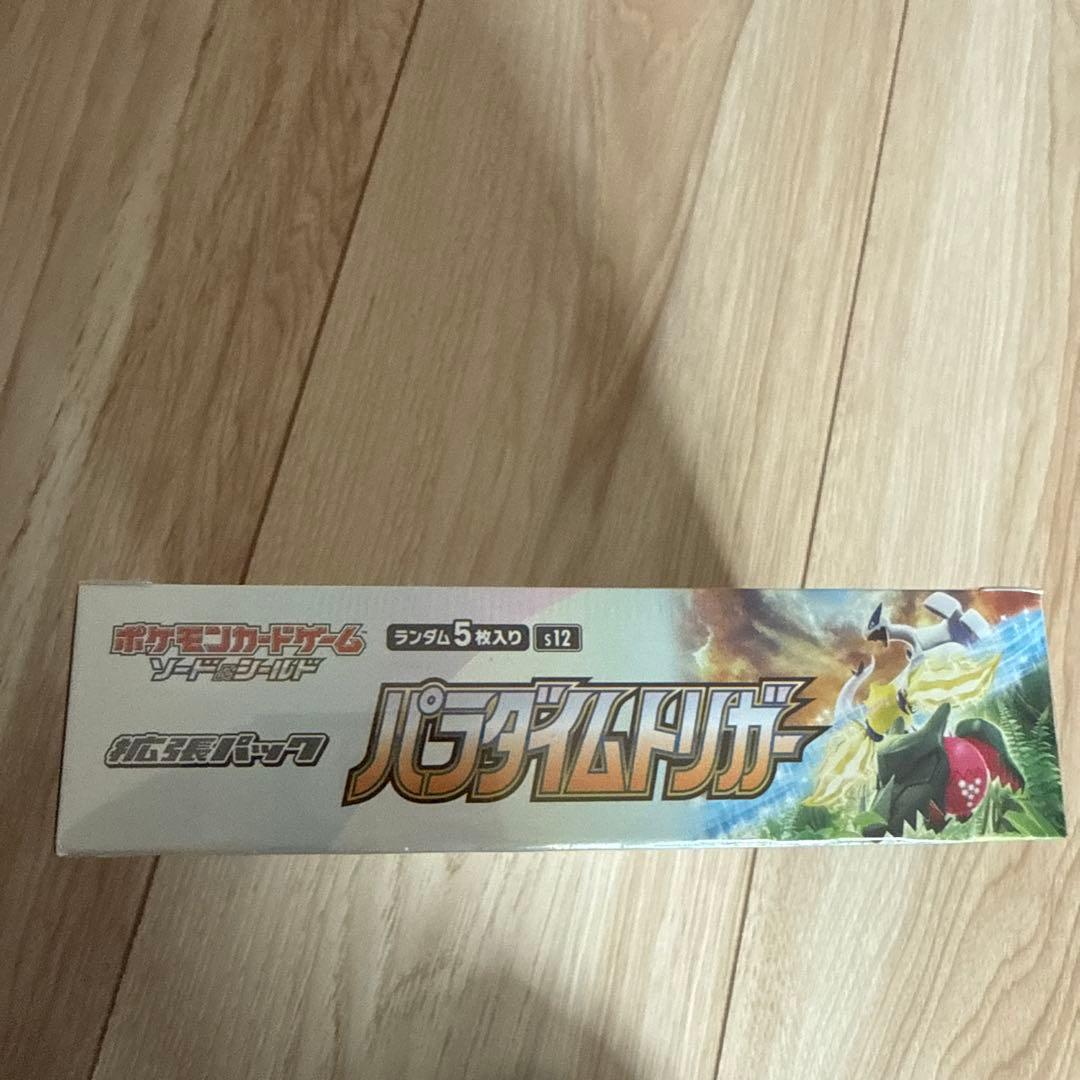 ポケモンカードゲーム
ソード&シールド
ランダム5枚入り s12
拡張パック
パラダイムトリガー